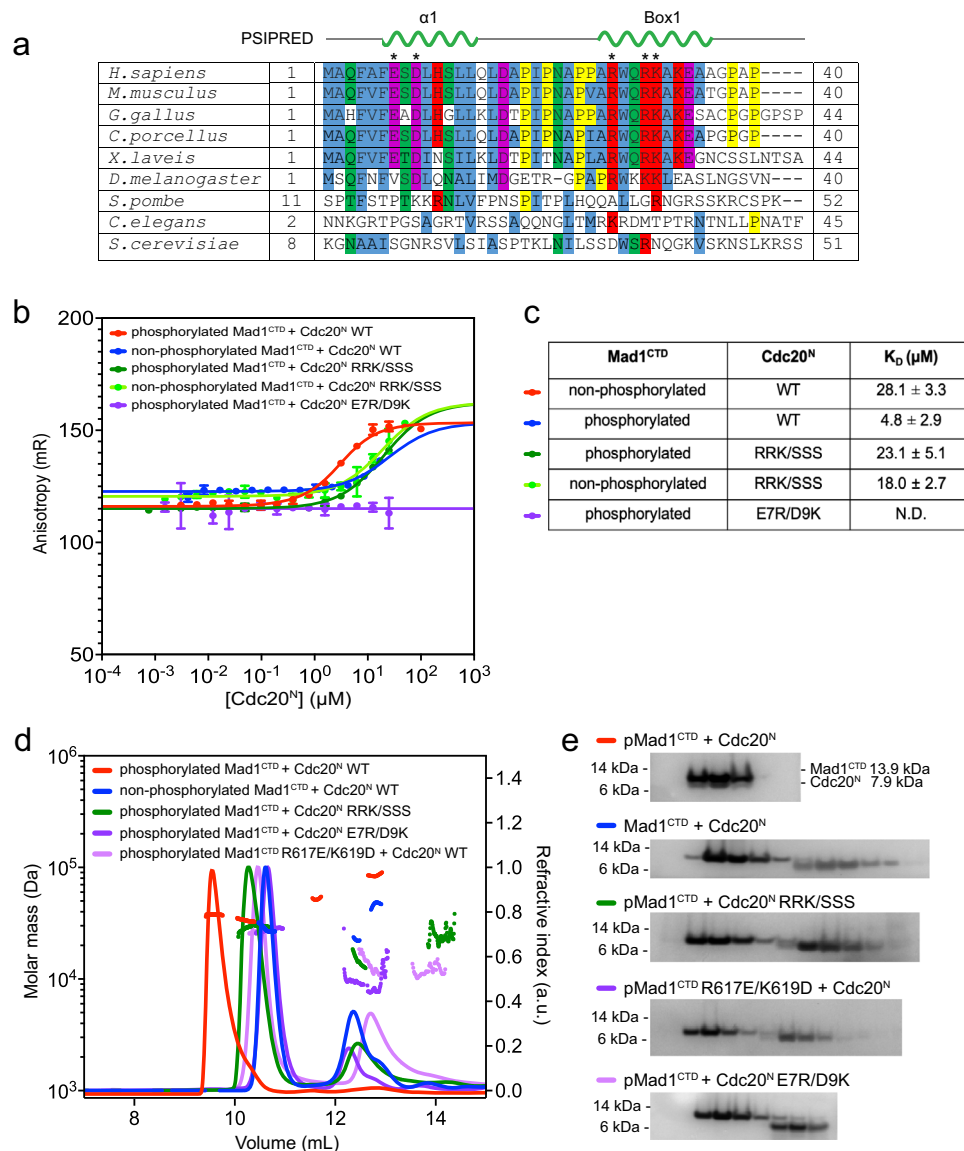 a
PSIPRED
α1
Box1
* * * **
H.sapiens 1 MAQFAFESDLHSLLQLDAPIPNAPPARWQRKAKEAAGPAP---- 40
M.musculus 1 MAQFVFESDLHSLLQLDAPIPNAPVARWQRKAKEATGPAP---- 40
G.gallus 1 MAHFVFEADLHGLLKLDTPIPNAPPARWQRKAKESACPGPGPSP 44
C.porcellus 1 MAQFVFESDLHSLLQLDAPIPNAPIARWQRKAKEAPCPGP---- 40
X.laveis 1 MAQFVFETDINSILKLDTPITNAPLARWQRKAKEGNCSSLNTSA 44
D.melanogaster 1 MSQFNFVSDLQNALIMDGETR-GPAPRWKKKLEASLNGSVN--- 40
S.pombe 11 SPTFSTPTKKRNLVFPNSPITPLHQQALLGRNGRSSKRCSPK-- 52
C.elegans 2 NNKGRTPGSAGRTVRSSAQQNGLTMRKRDMTPTRNTNLLPNATF 45
S.cerevisiae 8 KGNAAISGNRSVLSIASPTKLNILSSDWSRNQGKVSKNSLKRSS 51
b
200
150
100
50
Anisotropy (mR)
phosphorylated Mad1CTD + Cdc20N WT
non-phosphorylated Mad1CTD + Cdc20N WT
phosphorylated Mad1CTD + Cdc20N RRK/SSS
non-phosphorylated Mad1CTD + Cdc20N RRK/SSS
phosphorylated Mad1CTD + Cdc20N E7R/D9K
10-4 10-3 10-2 10-1 100 101 102 103
[Cdc20N] (μM)
c
Mad1CTD Cdc20N KD (μM)
non-phosphorylated WT 28.1 ± 3.3
phosphorylated WT 4.8 ± 2.9
phosphorylated RRK/SSS 23.1 ± 5.1
non-phosphorylated RRK/SSS 18.0 ± 2.7
phosphorylated E7R/D9K N.D.
d
106
105
104
103
Molar mass (Da)
phosphorylated Mad1CTD + Cdc20N WT
non-phosphorylated Mad1CTD + Cdc20N WT
phosphorylated Mad1CTD + Cdc20N RRK/SSS
phosphorylated Mad1CTD + Cdc20N E7R/D9K
phosphorylated Mad1CTD R617E/K619D + Cdc20N WT
1.4
1.2
1.0
0.8
0.6
0.4
0.2
0.0
Refractive index (a.u.)
8 10 12 14
Volume (mL)
e
pMad1CTD + Cdc20N
14 kDa -
6 kDa -
- Mad1CTD 13.9 kDa
- Cdc20N 7.9 kDa
Mad1CTD + Cdc20N
14 kDa -
6 kDa -
pMad1CTD + Cdc20N RRK/SSS
14 kDa -
6 kDa -
pMad1CTD R617E/K619D + Cdc20N
14 kDa -
6 kDa -
pMad1CTD + Cdc20N E7R/D9K
14 kDa -
6 kDa -